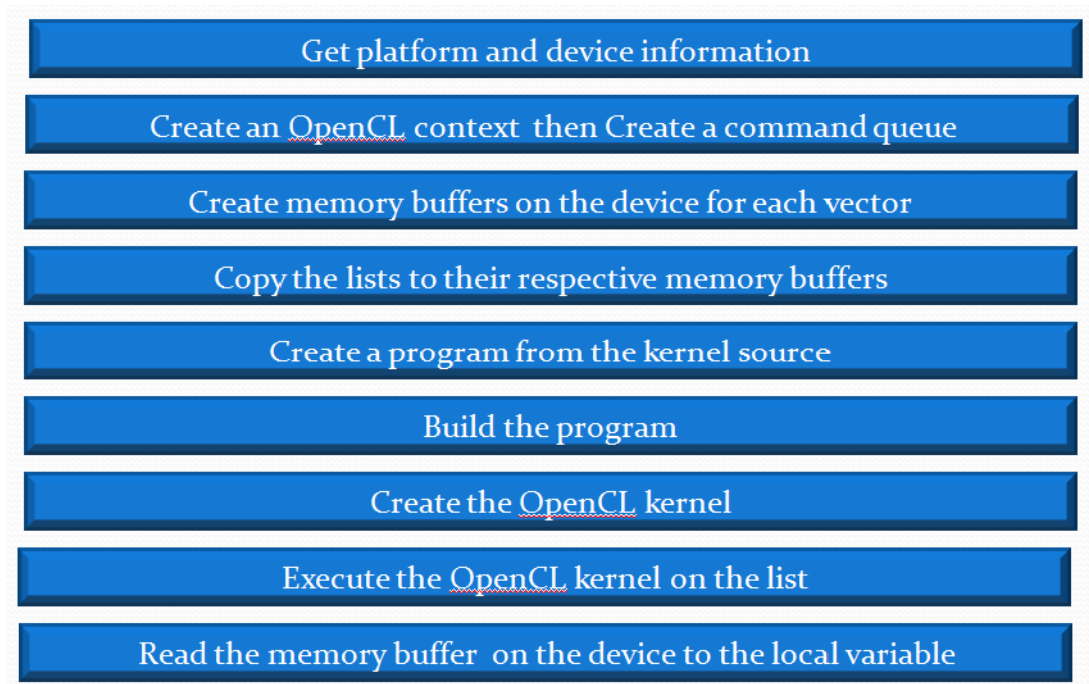 Get platform and device information
Create an OpenCL context  then Create a command queue
Create memory buffers on the device for each vector
Copy the lists to their respective memory buffers
Create a program from the kernel source
Build the program
Create the OpenCL kernel
Execute the OpenCL kernel on the list
Read the memory buffer  on the device to the local variable